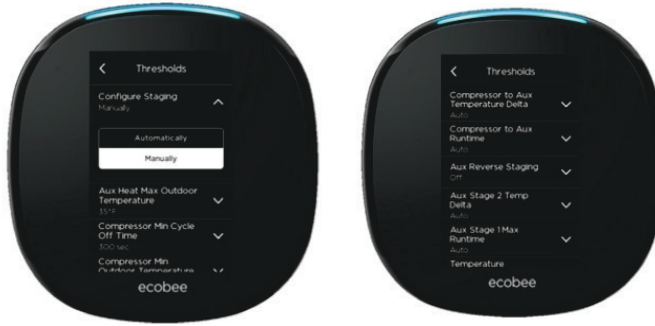 Thresholds
Configure Staging
Manually
Automatically
Manually
Aux Heat Max Outdoor
Temperature
35°F
Compressor Min Cycle
Off Time
300 sec
Compressor Min
Outdoor Temperature
ecobee
Thresholds
Compressor to Aux
Temperature Delta
Auto
Compressor to Aux
Runtime
Auto
Aux Reverse Staging
Off
Aux Stage 2 Temp
Delta
Auto
Aux Stage 1 Max
Runtime
Auto
Temperature
ecobee